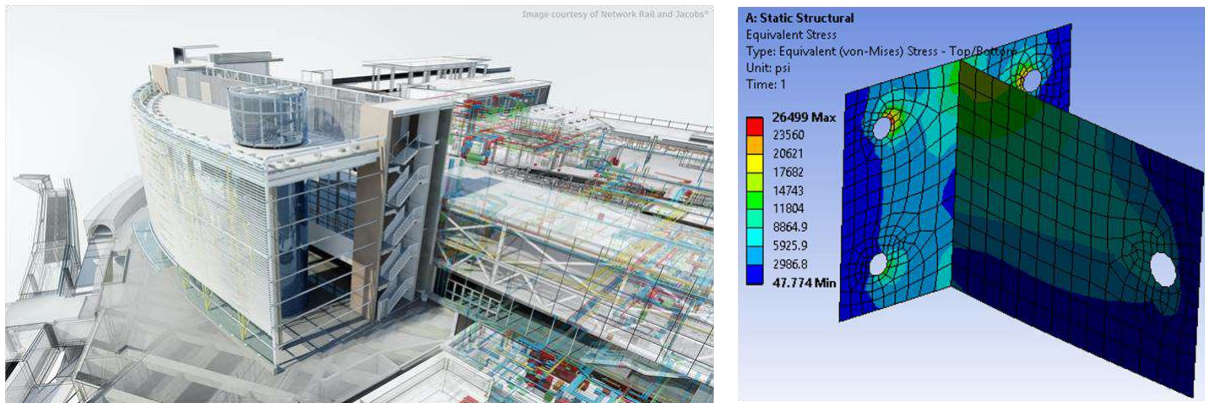 Image courtesy of Network Rail and Jacobs®
A: Static Structural
Equivalent Stress
Type: Equivalent (von-Mises) Stress - Top/Bottom
Unit: psi
Time: 1
26499 Max
23560
20621
17682
14743
11804
8864.9
5925.9
2986.8
47.774 Min